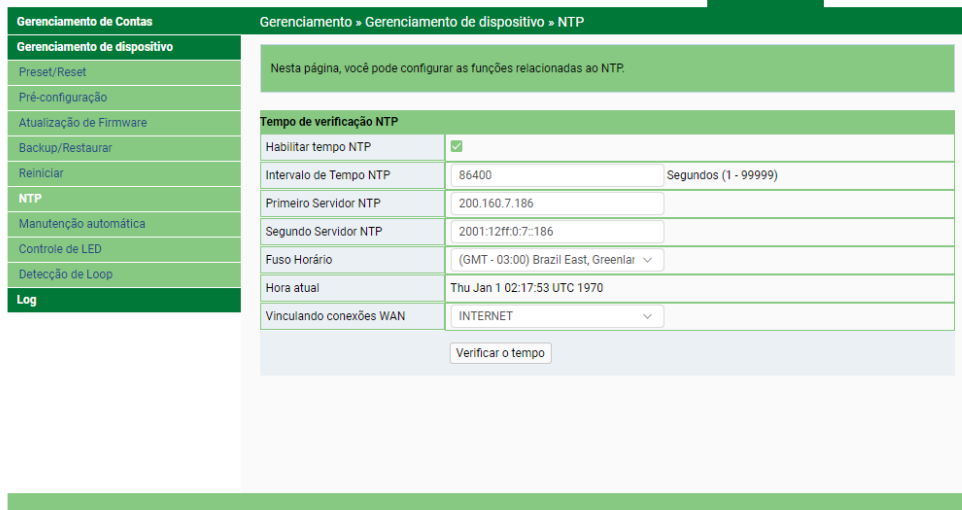 Gerenciamento de Contas
Gerenciamento de dispositivo
Preset/Reset
Pré-configuração
Atualização de Firmware
Backup/Restaurar
Reiniciar
NTP
Manutenção automática
Controle de LED
Detecção de Loop
Log
Gerenciamento » Gerenciamento de dispositivo » NTP
Nesta página, você pode configurar as funções relacionadas ao NTP.
Tempo de verificação NTP
Habilitar tempo NTP
Intervalo de Tempo NTP 86400 Segundos (1 - 99999)
Primeiro Servidor NTP 200.160.7.186
Segundo Servidor NTP 2001:12ff:0:7::186
Fuso Horário (GMT - 03:00) Brazil East, Greenlar
Hora atual Thu Jan 1 02:17:53 UTC 1970
Vinculando conexões WAN INTERNET
Verificar o tempo